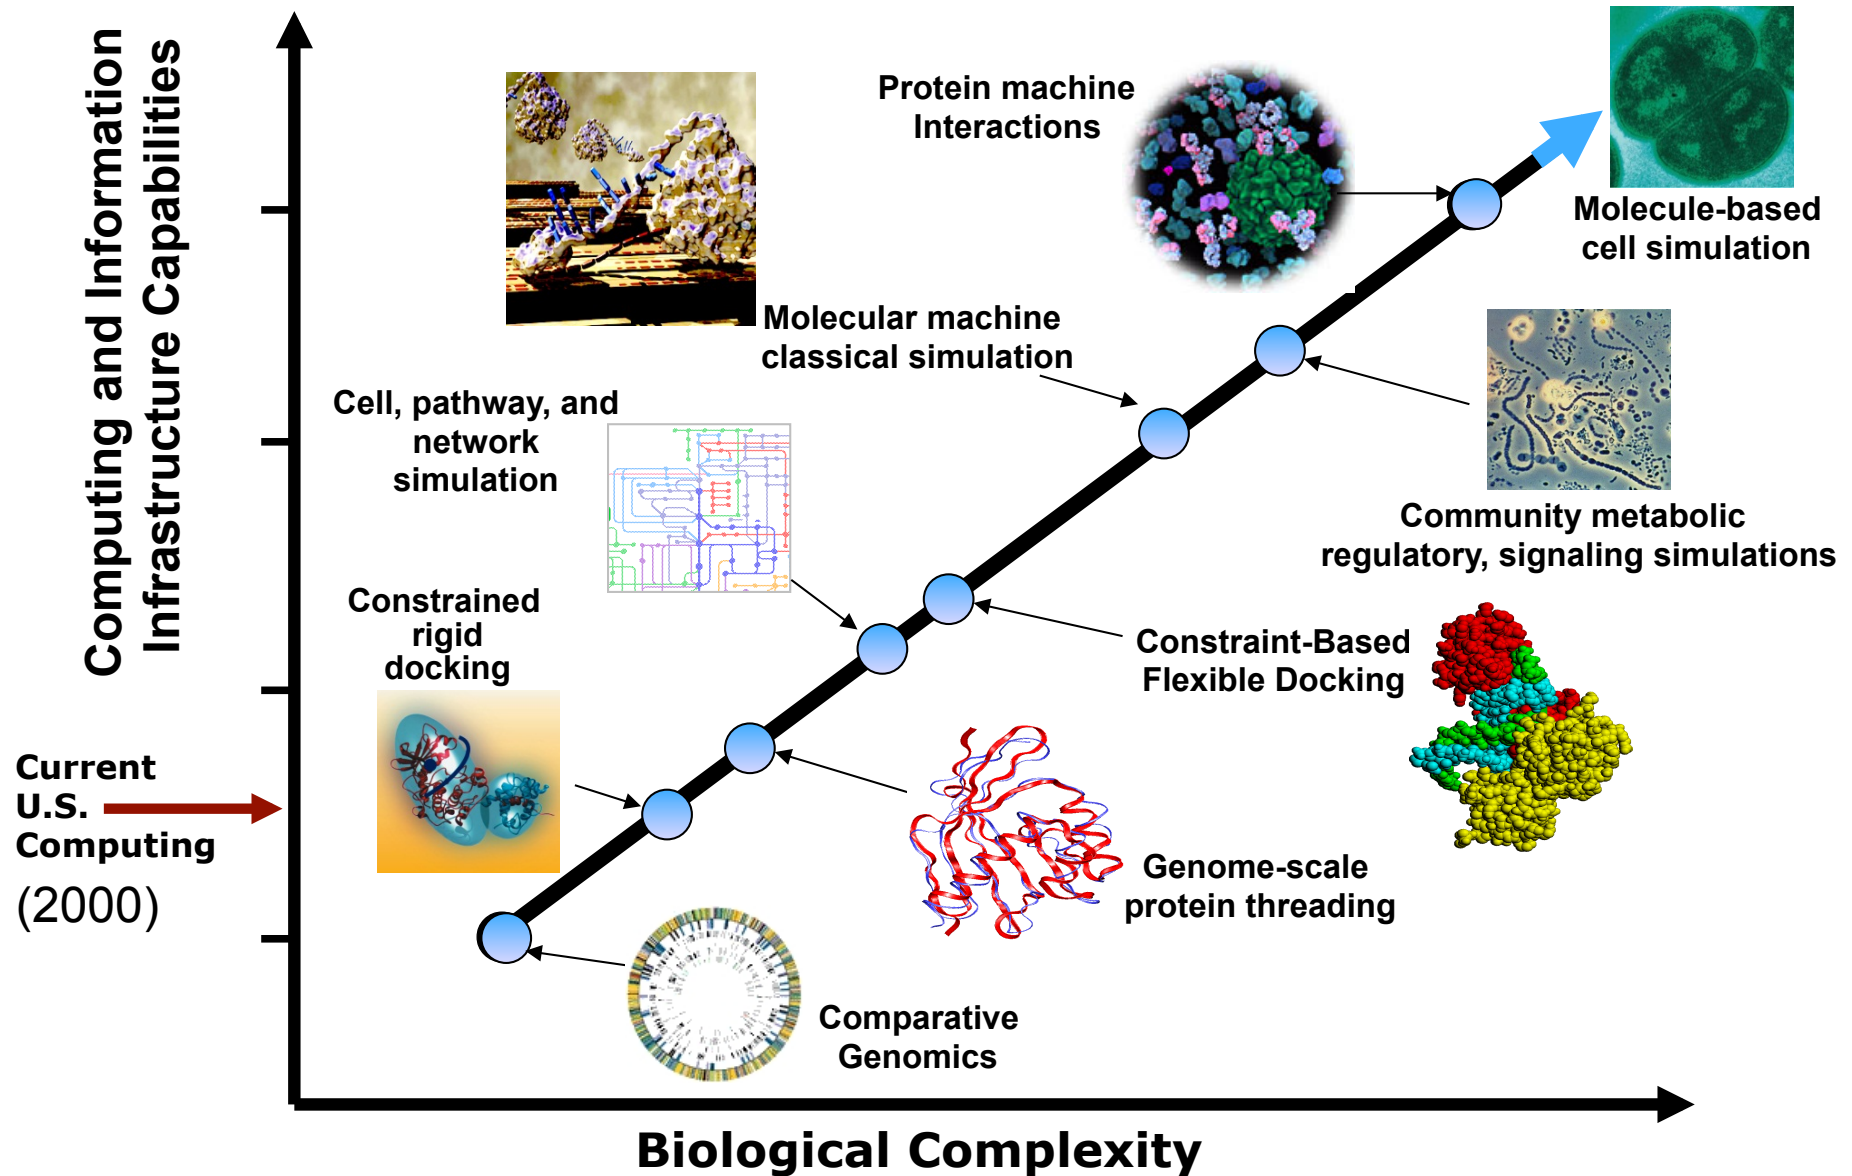 Computing and Information
Infrastructure Capabilities
Protein machine
Interactions
Molecule-based
cell simulation
Molecular machine
classical simulation
Cell, pathway, and
network
simulation
Community metabolic
regulatory, signaling simulations
Constrained
rigid
docking
Constraint-Based
Flexible Docking
Current
U.S.
Computing
(2000)
Genome-scale
protein threading
Comparative
Genomics
Biological Complexity